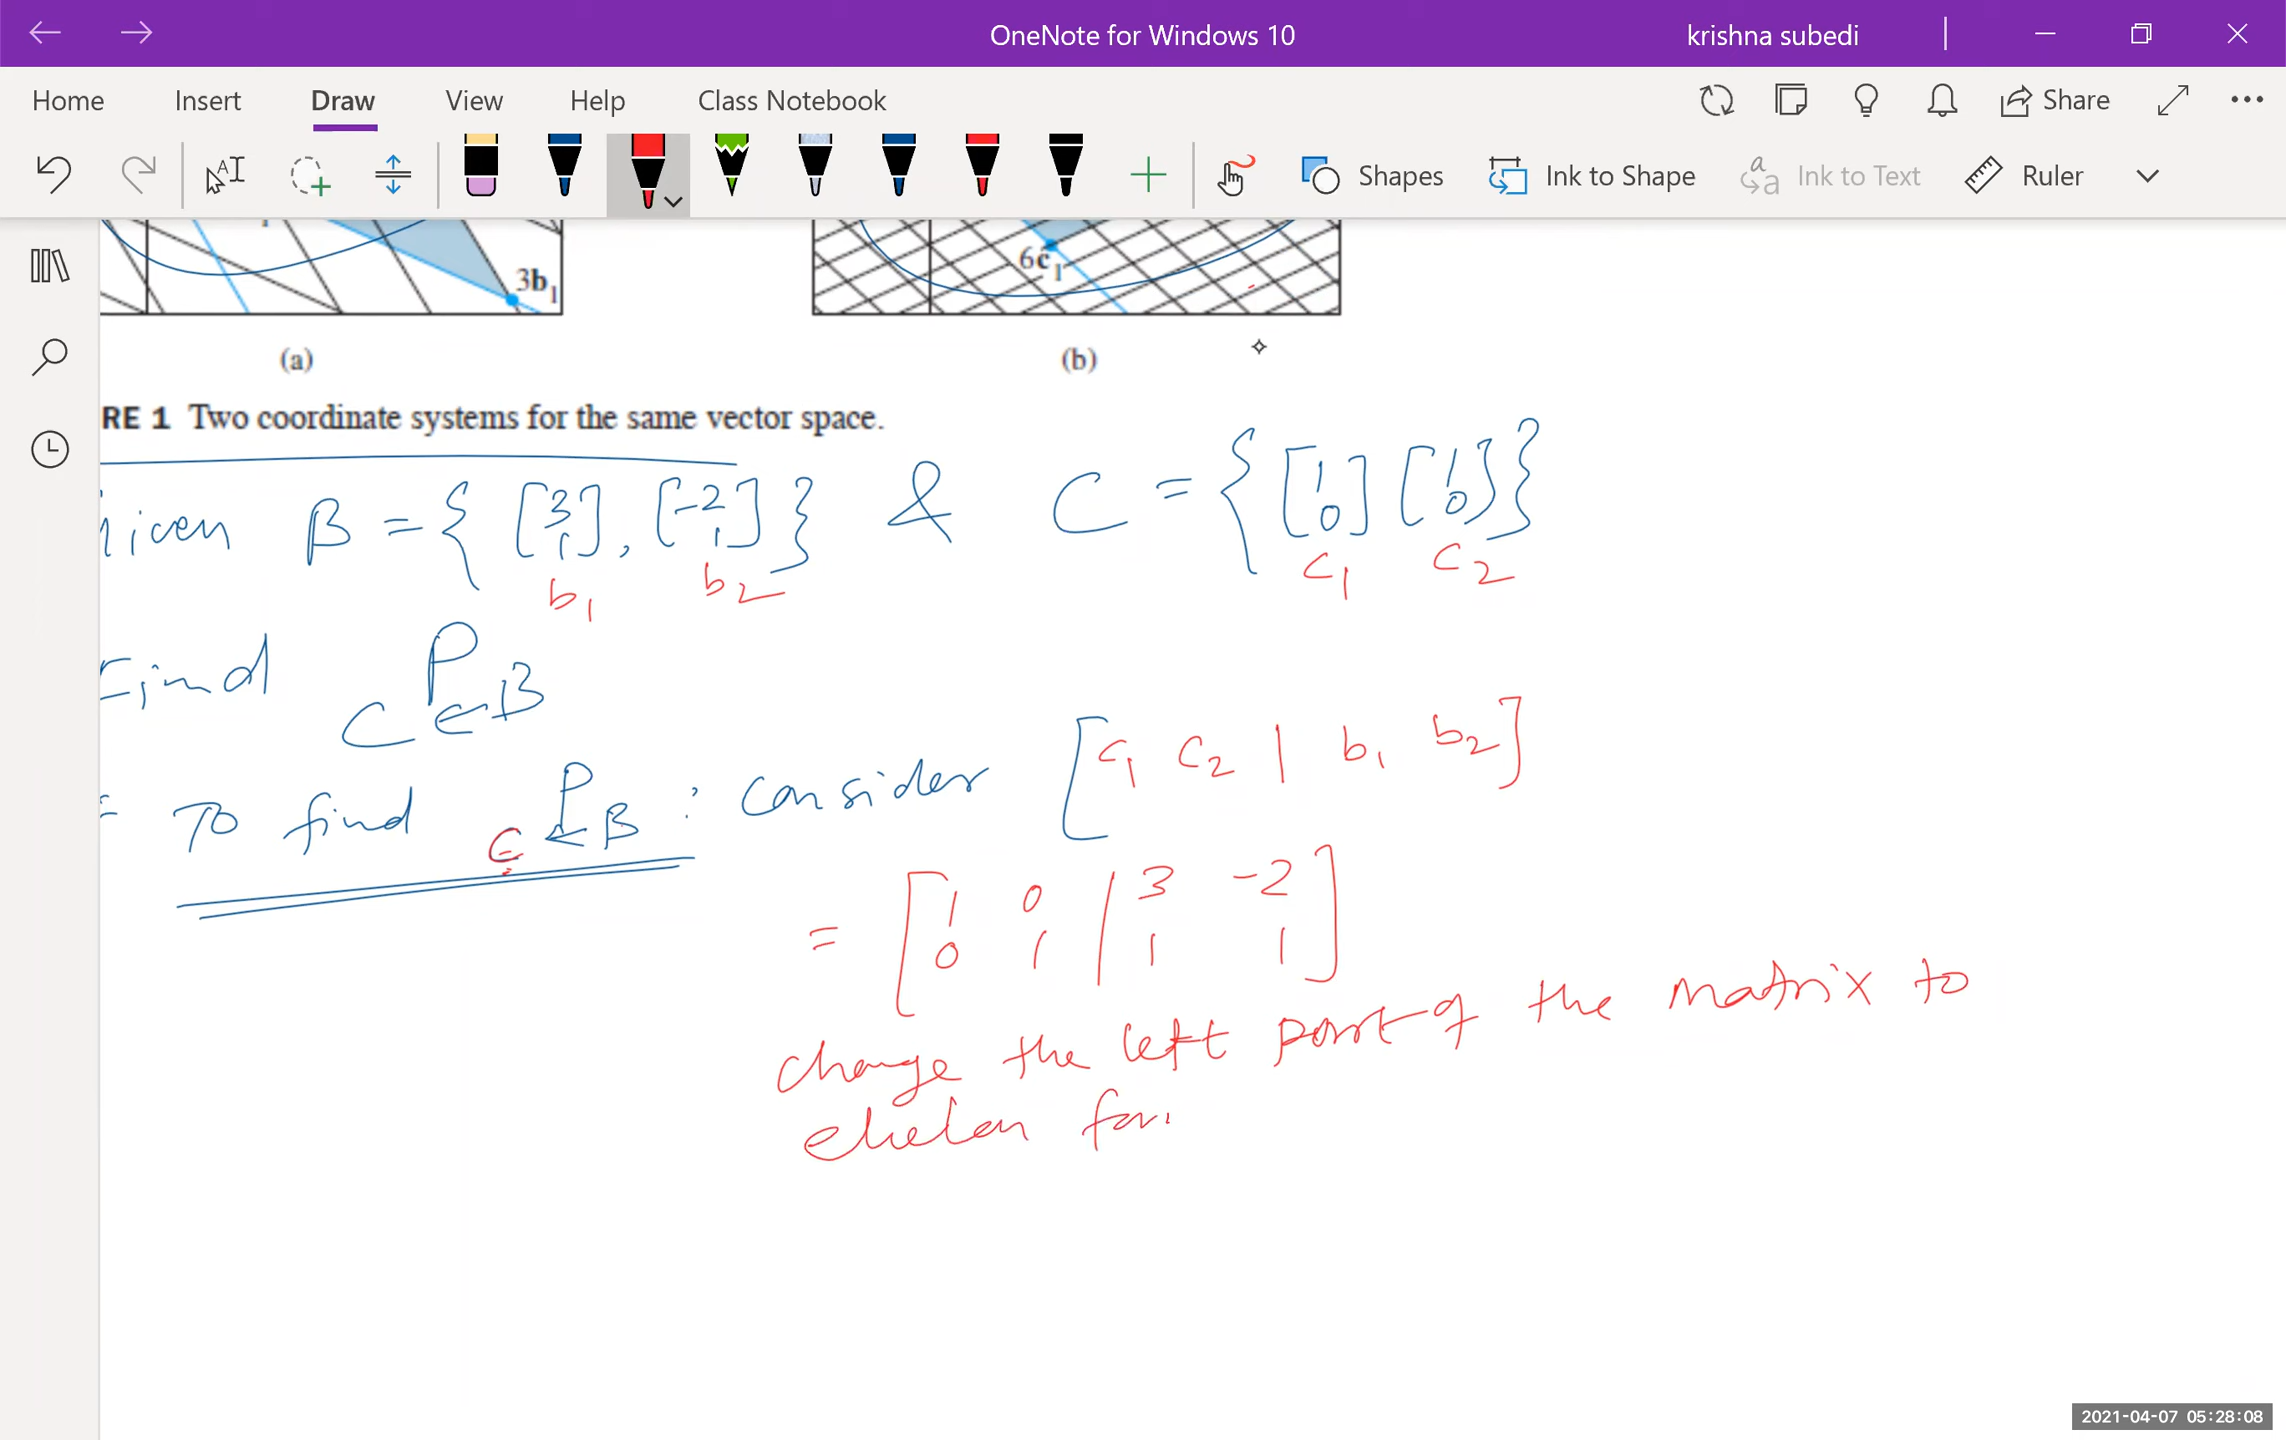 OneNote for Windows 10
krishna subedi
Home Insert Draw View Help Class Notebook Share
Shapes Ink to Shape Ink to Text Ruler
3b1
6c1
(a) (b)
RE 1 Two coordinate systems for the same vector space.
iven β = { [3 1], [-2 1] } & C = { [1 0] [1 0] }
b1 b2 c1 c2
Find P C←B
To find P C←B : consider [c1 c2 | b1 b2]
= [1 0 | 3 -2
0 1 | 1 1]
change the left part of the matrix to
echelon for
2021-04-07 05:28:08